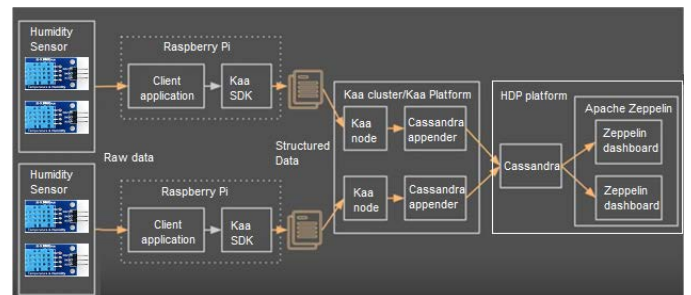 Humidity
Sensor
Raspberry Pi
Client
application
Kaa
SDK
Kaa cluster/Kaa Platform
Kaa
node
Cassandra
appender
HDP platform
Apache Zeppelin
Zeppelin
dashboard
Cassandra
Raw data
Structured
Data
Humidity
Sensor
Raspberry Pi
Client
application
Kaa
SDK
Kaa
node
Cassandra
appender
Zeppelin
dashboard